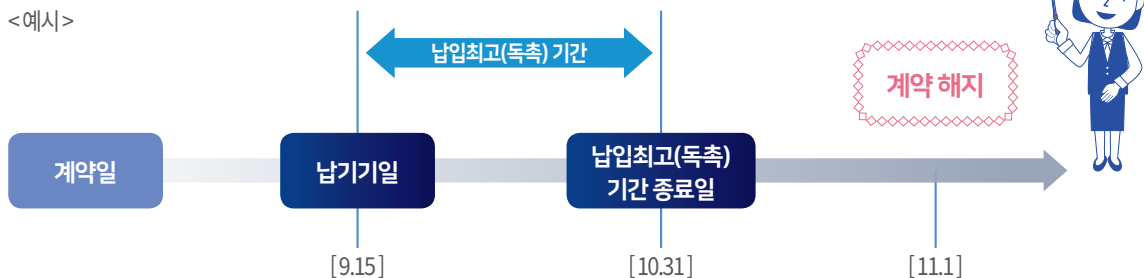 <예시>
납입최고(독촉) 기간
계약 해지
계약일
납기기일
납입최고(독촉)
기간 종료일
[9.15]
[10.31]
[11.1]